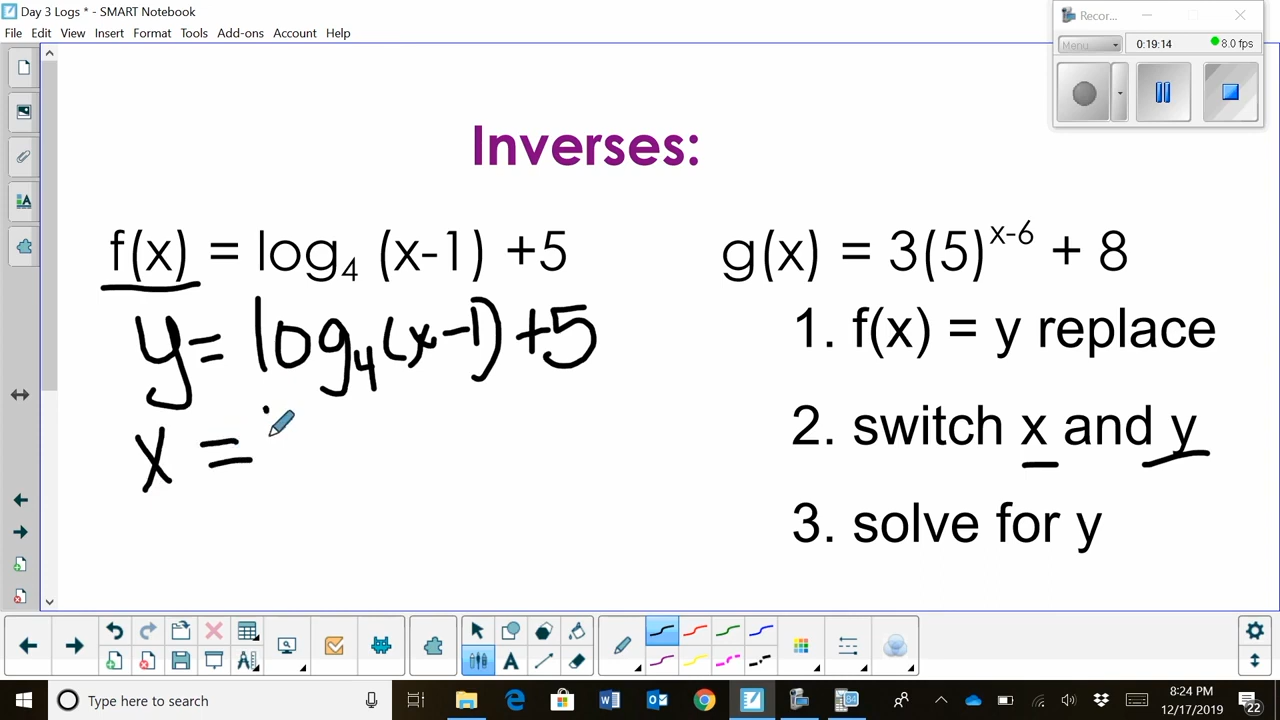 Day 3 Logs * - SMART Notebook
File Edit View Insert Format Tools Add-ons Account Help
Recor...
Menu
0:19:14
8.0 fps
Inverses:
f(x) = log4 (x-1) +5
y = log4 (x-1) +5
x =
g(x) = 3(5)^x-6 + 8
1. f(x) = y replace
2. switch x and y
3. solve for y
Type here to search
8:24 PM
12/17/2019
22